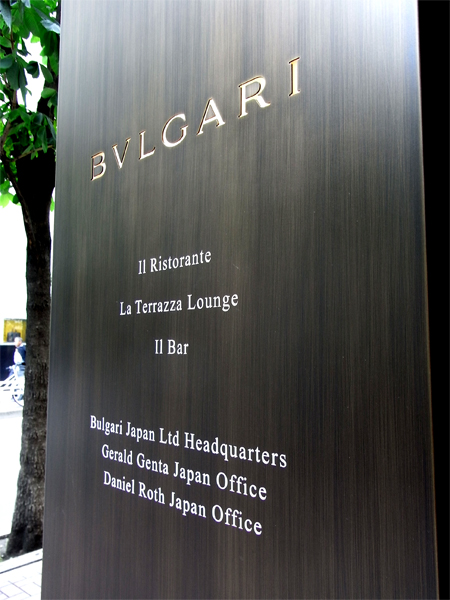 BVLGARI
Il Ristorante
La Terrazza Lounge
Il Bar
Bulgari Japan Ltd Headquarters
Gerald Genta Japan Office
Daniel Roth Japan Office